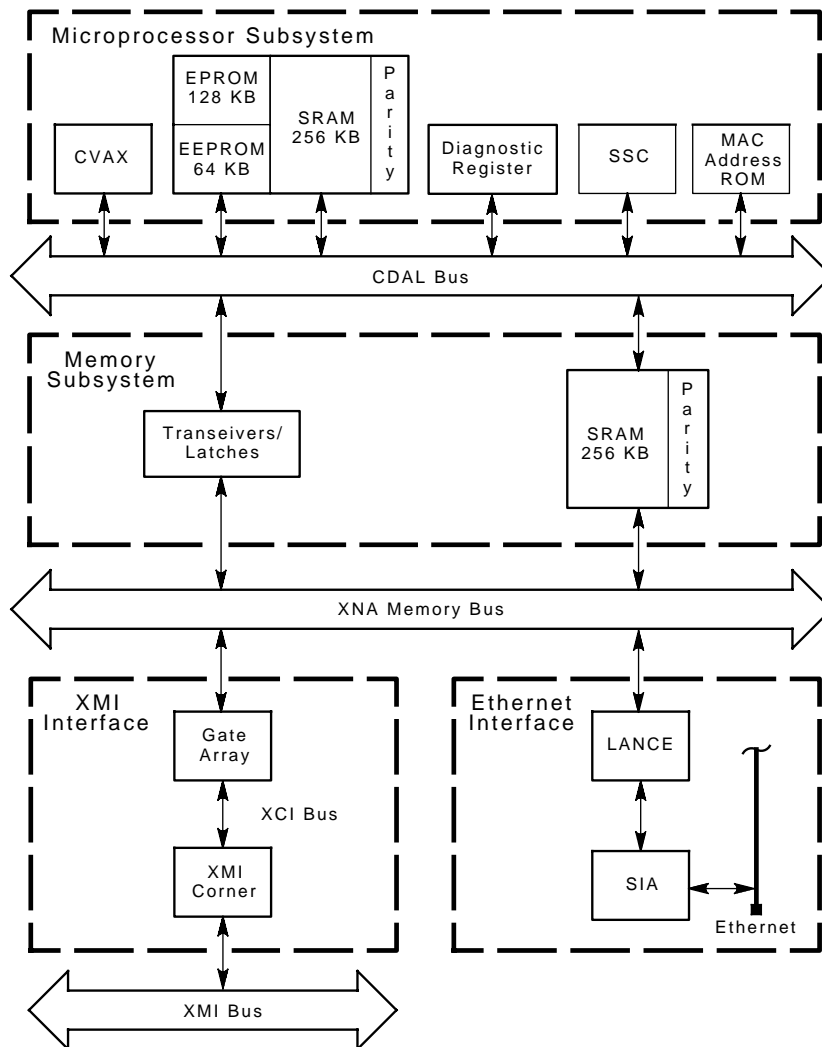 Microprocessor Subsystem
EPROM
128 KB
EEPROM
64 KB
SRAM
256 KB
Parity
CVAX
Diagnostic
Register
SSC
MAC
Address
ROM
CDAL Bus
Memory
Subsystem
Transeivers/
Latches
SRAM
256 KB
Parity
XNA Memory Bus
XMI
Interface
Gate
Array
XCI Bus
XMI
Corner
XMI Bus
Ethernet
Interface
LANCE
SIA
Ethernet